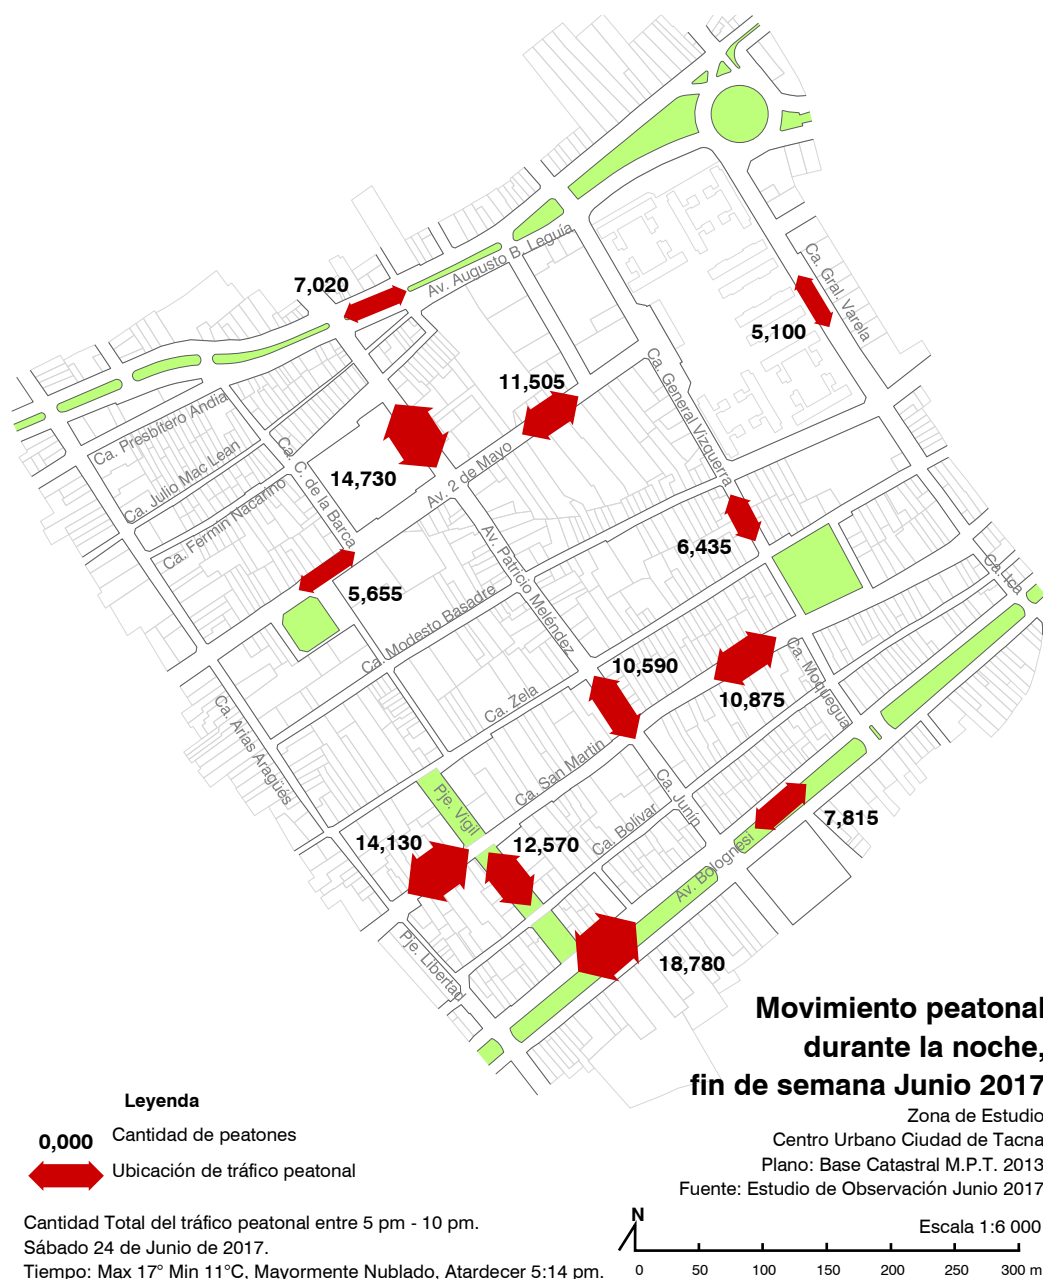 7,020
Av. Augusto B. Leguía
Ca. Gral. Varela
5,100
11,505
Ca. General Vizquerra
Ca. Presbitero Andia
Ca. Julio Mac Lean
Ca. Fermin Nacarino
Ca. C. de la Barca
14,730
Av. 2 de Mayo
6,435
Av. Patricio Meléndez
5,655
Ca. Modesto Basadre
Ca. Ica
10,590
Ca. Zela
10,875
Ca. Moquegua
Ca. Arias Aragüés
Ca. San Martin
Ca. Junin
Pje. Vigil
Ca. Bolivar
7,815
14,130
12,570
Av. Bolognesi
Pje. Libertad
18,780
Movimiento peatonal
durante la noche,
fin de semana Junio 2017
Zona de Estudio
Centro Urbano Ciudad de Tacna
Plano: Base Catastral M.P.T. 2013
Fuente: Estudio de Observación Junio 2017
Leyenda
0,000 Cantidad de peatones
Ubicación de tráfico peatonal
Cantidad Total del tráfico peatonal entre 5 pm - 10 pm.
Sábado 24 de Junio de 2017.
Tiempo: Max 17° Min 11°C, Mayormente Nublado, Atardecer 5:14 pm.
N
Escala 1:6 000
0 50 100 150 200 250 300 m